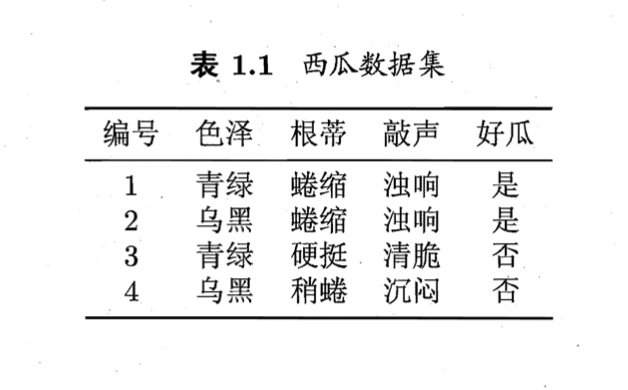 表 1.1 西瓜数据集
编号 色泽 根蒂 敲声 好瓜
1 青绿 蜷缩 浊响 是
2 乌黑 蜷缩 浊响 是
3 青绿 硬挺 清脆 否
4 乌黑 稍蜷 沉闷 否